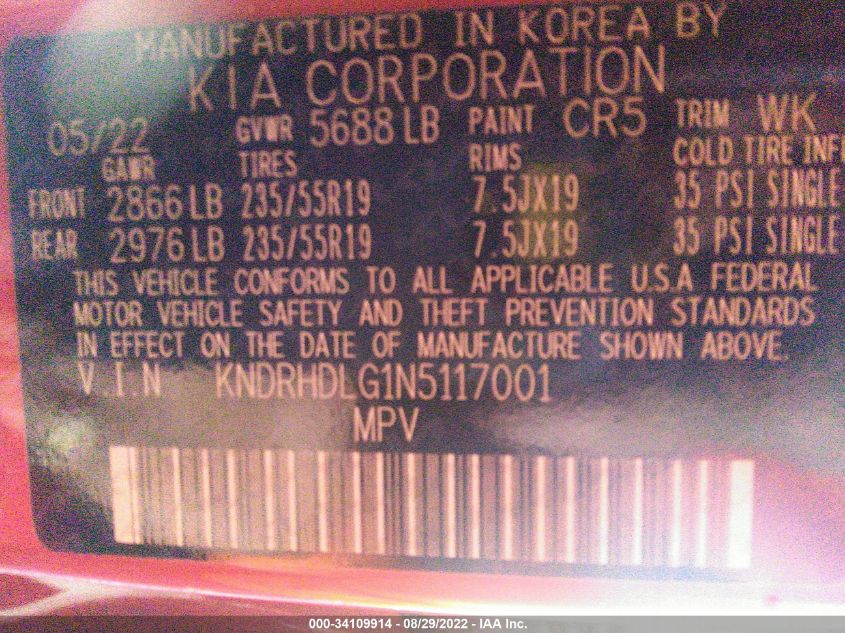 MANUFACTURED IN KOREA BY
KIA CORPORATION
05/22 GVWR 5688 LB PAINT CR5 TRIM WK
GAWR TIRES RIMS COLD TIRE INFL
FRONT 2866 LB 235/55R19 7.5JX19 35 PSI SINGLE
REAR 2976 LB 235/55R19 7.5JX19 35 PSI SINGLE
THIS VEHICLE CONFORMS TO ALL APPLICABLE U.S.A FEDERAL
MOTOR VEHICLE SAFETY AND THEFT PREVENTION STANDARDS
IN EFFECT ON THE DATE OF MANUFACTURE SHOWN ABOVE.
V.I.N KNDRHDLG1N5117001
MPV
000-34109914 - 08/29/2022 - IAA Inc.